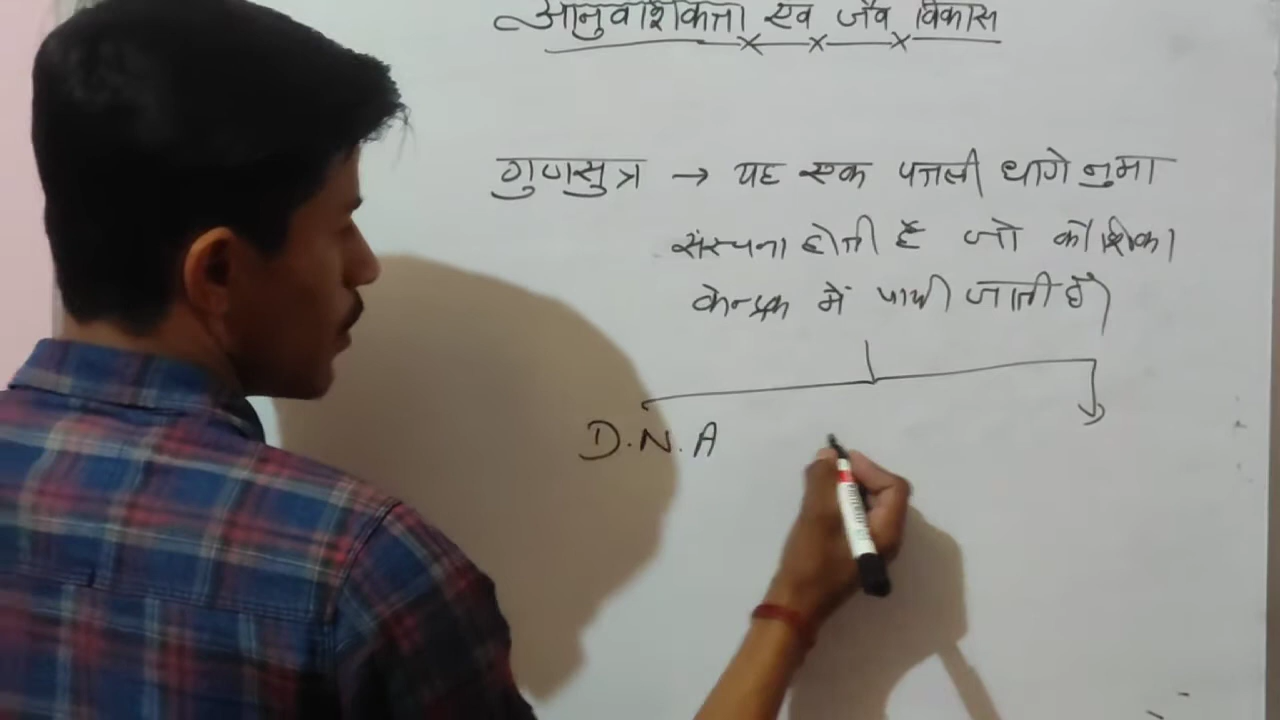 आनुवांशिकता एवं जैव विकास
गुणसुत्र → यह एक पतली धागे नुमा
संरचना होती है जो कोशिका
केन्द्रक में पायी जाती है।
D.N.A